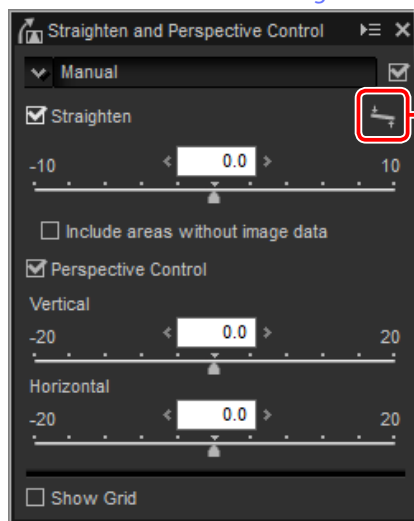 Straighten and Perspective Control
Manual
Straighten
-10 0.0 10
Include areas without image data
Perspective Control
Vertical
-20 0.0 20
Horizontal
-20 0.0 20
Show Grid